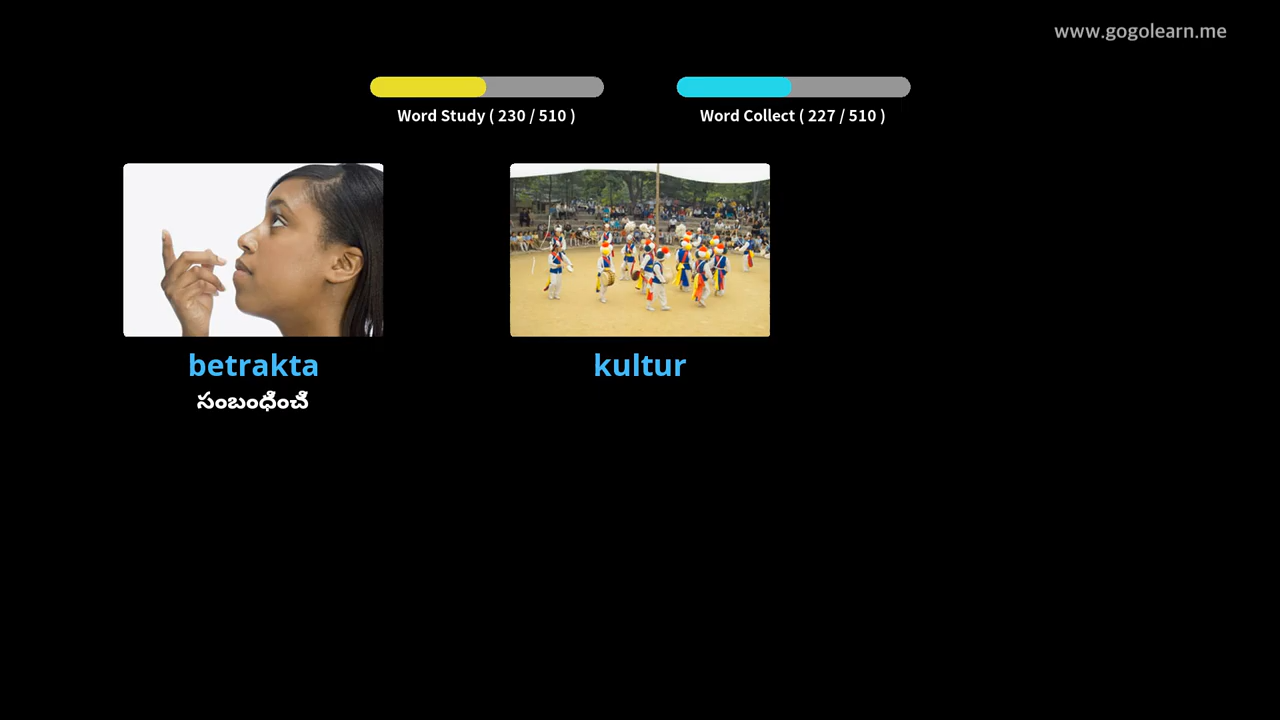 www.gogolearn.me
Word Study ( 230 / 510 )
Word Collect ( 227 / 510 )
betrakta
kultur
సంబంధించి